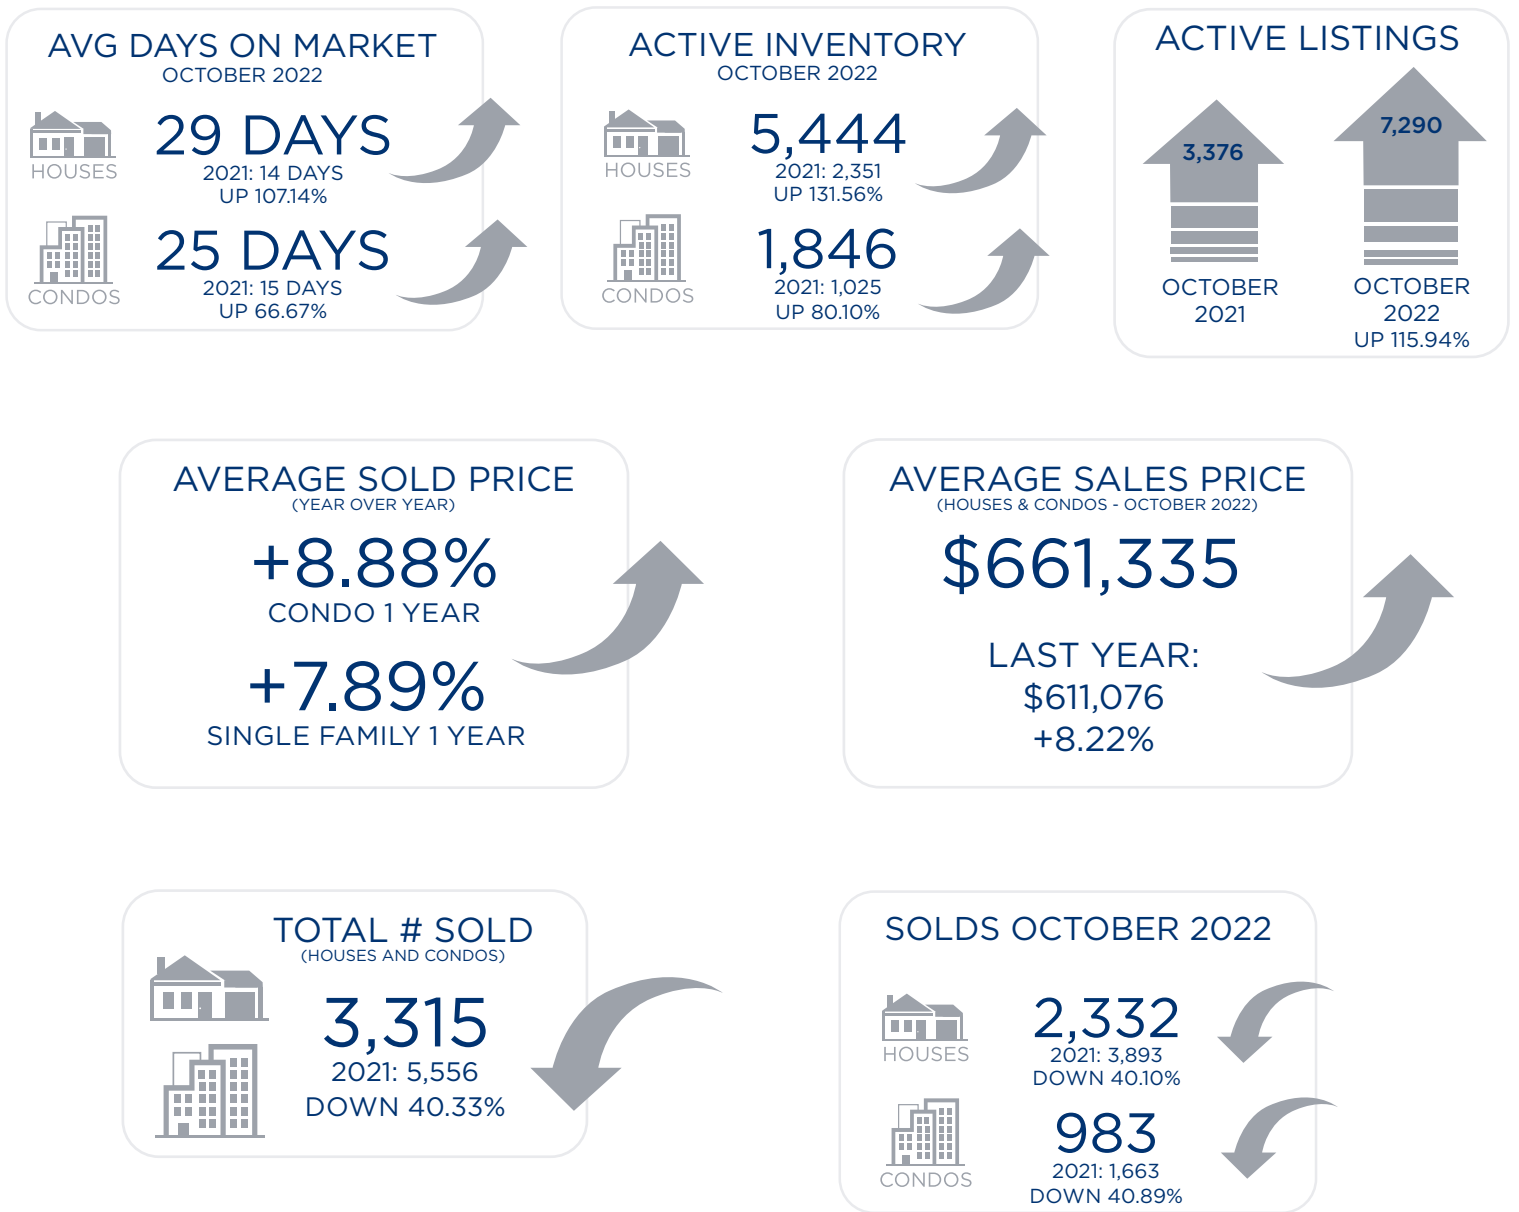 AVG DAYS ON MARKET
OCTOBER 2022
HOUSES
29 DAYS
2021: 14 DAYS
UP 107.14%
CONDOS
25 DAYS
2021: 15 DAYS
UP 66.67%
ACTIVE INVENTORY
OCTOBER 2022
HOUSES
5,444
2021: 2,351
UP 131.56%
CONDOS
1,846
2021: 1,025
UP 80.10%
ACTIVE LISTINGS
3,376
OCTOBER
2021
7,290
OCTOBER
2022
UP 115.94%
AVERAGE SOLD PRICE
(YEAR OVER YEAR)
+8.88%
CONDO 1 YEAR
+7.89%
SINGLE FAMILY 1 YEAR
AVERAGE SALES PRICE
(HOUSES & CONDOS - OCTOBER 2022)
$661,335
LAST YEAR:
$611,076
+8.22%
TOTAL # SOLD
(HOUSES AND CONDOS)
3,315
2021: 5,556
DOWN 40.33%
SOLDS OCTOBER 2022
HOUSES
2,332
2021: 3,893
DOWN 40.10%
CONDOS
983
2021: 1,663
DOWN 40.89%